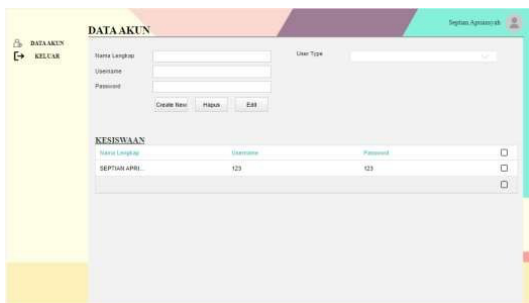 Septian Apriansyah
DATA AKUN
DATA AKUN
KELUAR
Nama Lengkap
User Type
Username
Password
Create New Hapus Edit
KESISWAAN
Nama Lengkap Username Password
SEPTIAN APRI... 123 123